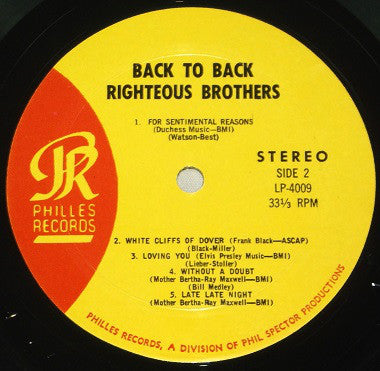 BACK TO BACK
RIGHTEOUS BROTHERS
1. FOR SENTIMENTAL REASONS
(Duchess Music—BMI)
(Watson-Best)
STEREO
SIDE 2
LP-4009
33⅓ RPM
PR
PHILLES
RECORDS
2. WHITE CLIFFS OF DOVER (Frank Black—ASCAP)
(Black-Miller)
3. LOVING YOU (Elvis Presley Music—BMI)
(Lieber-Stoller)
4. WITHOUT A DOUBT
(Mother Bertha-Ray Maxwell—BMI)
(Bill Medley)
5. LATE LATE NIGHT
(Mother Bertha-Ray Maxwell—BMI)
PHILLES RECORDS, A DIVISION OF PHIL SPECTOR PRODUCTIONS